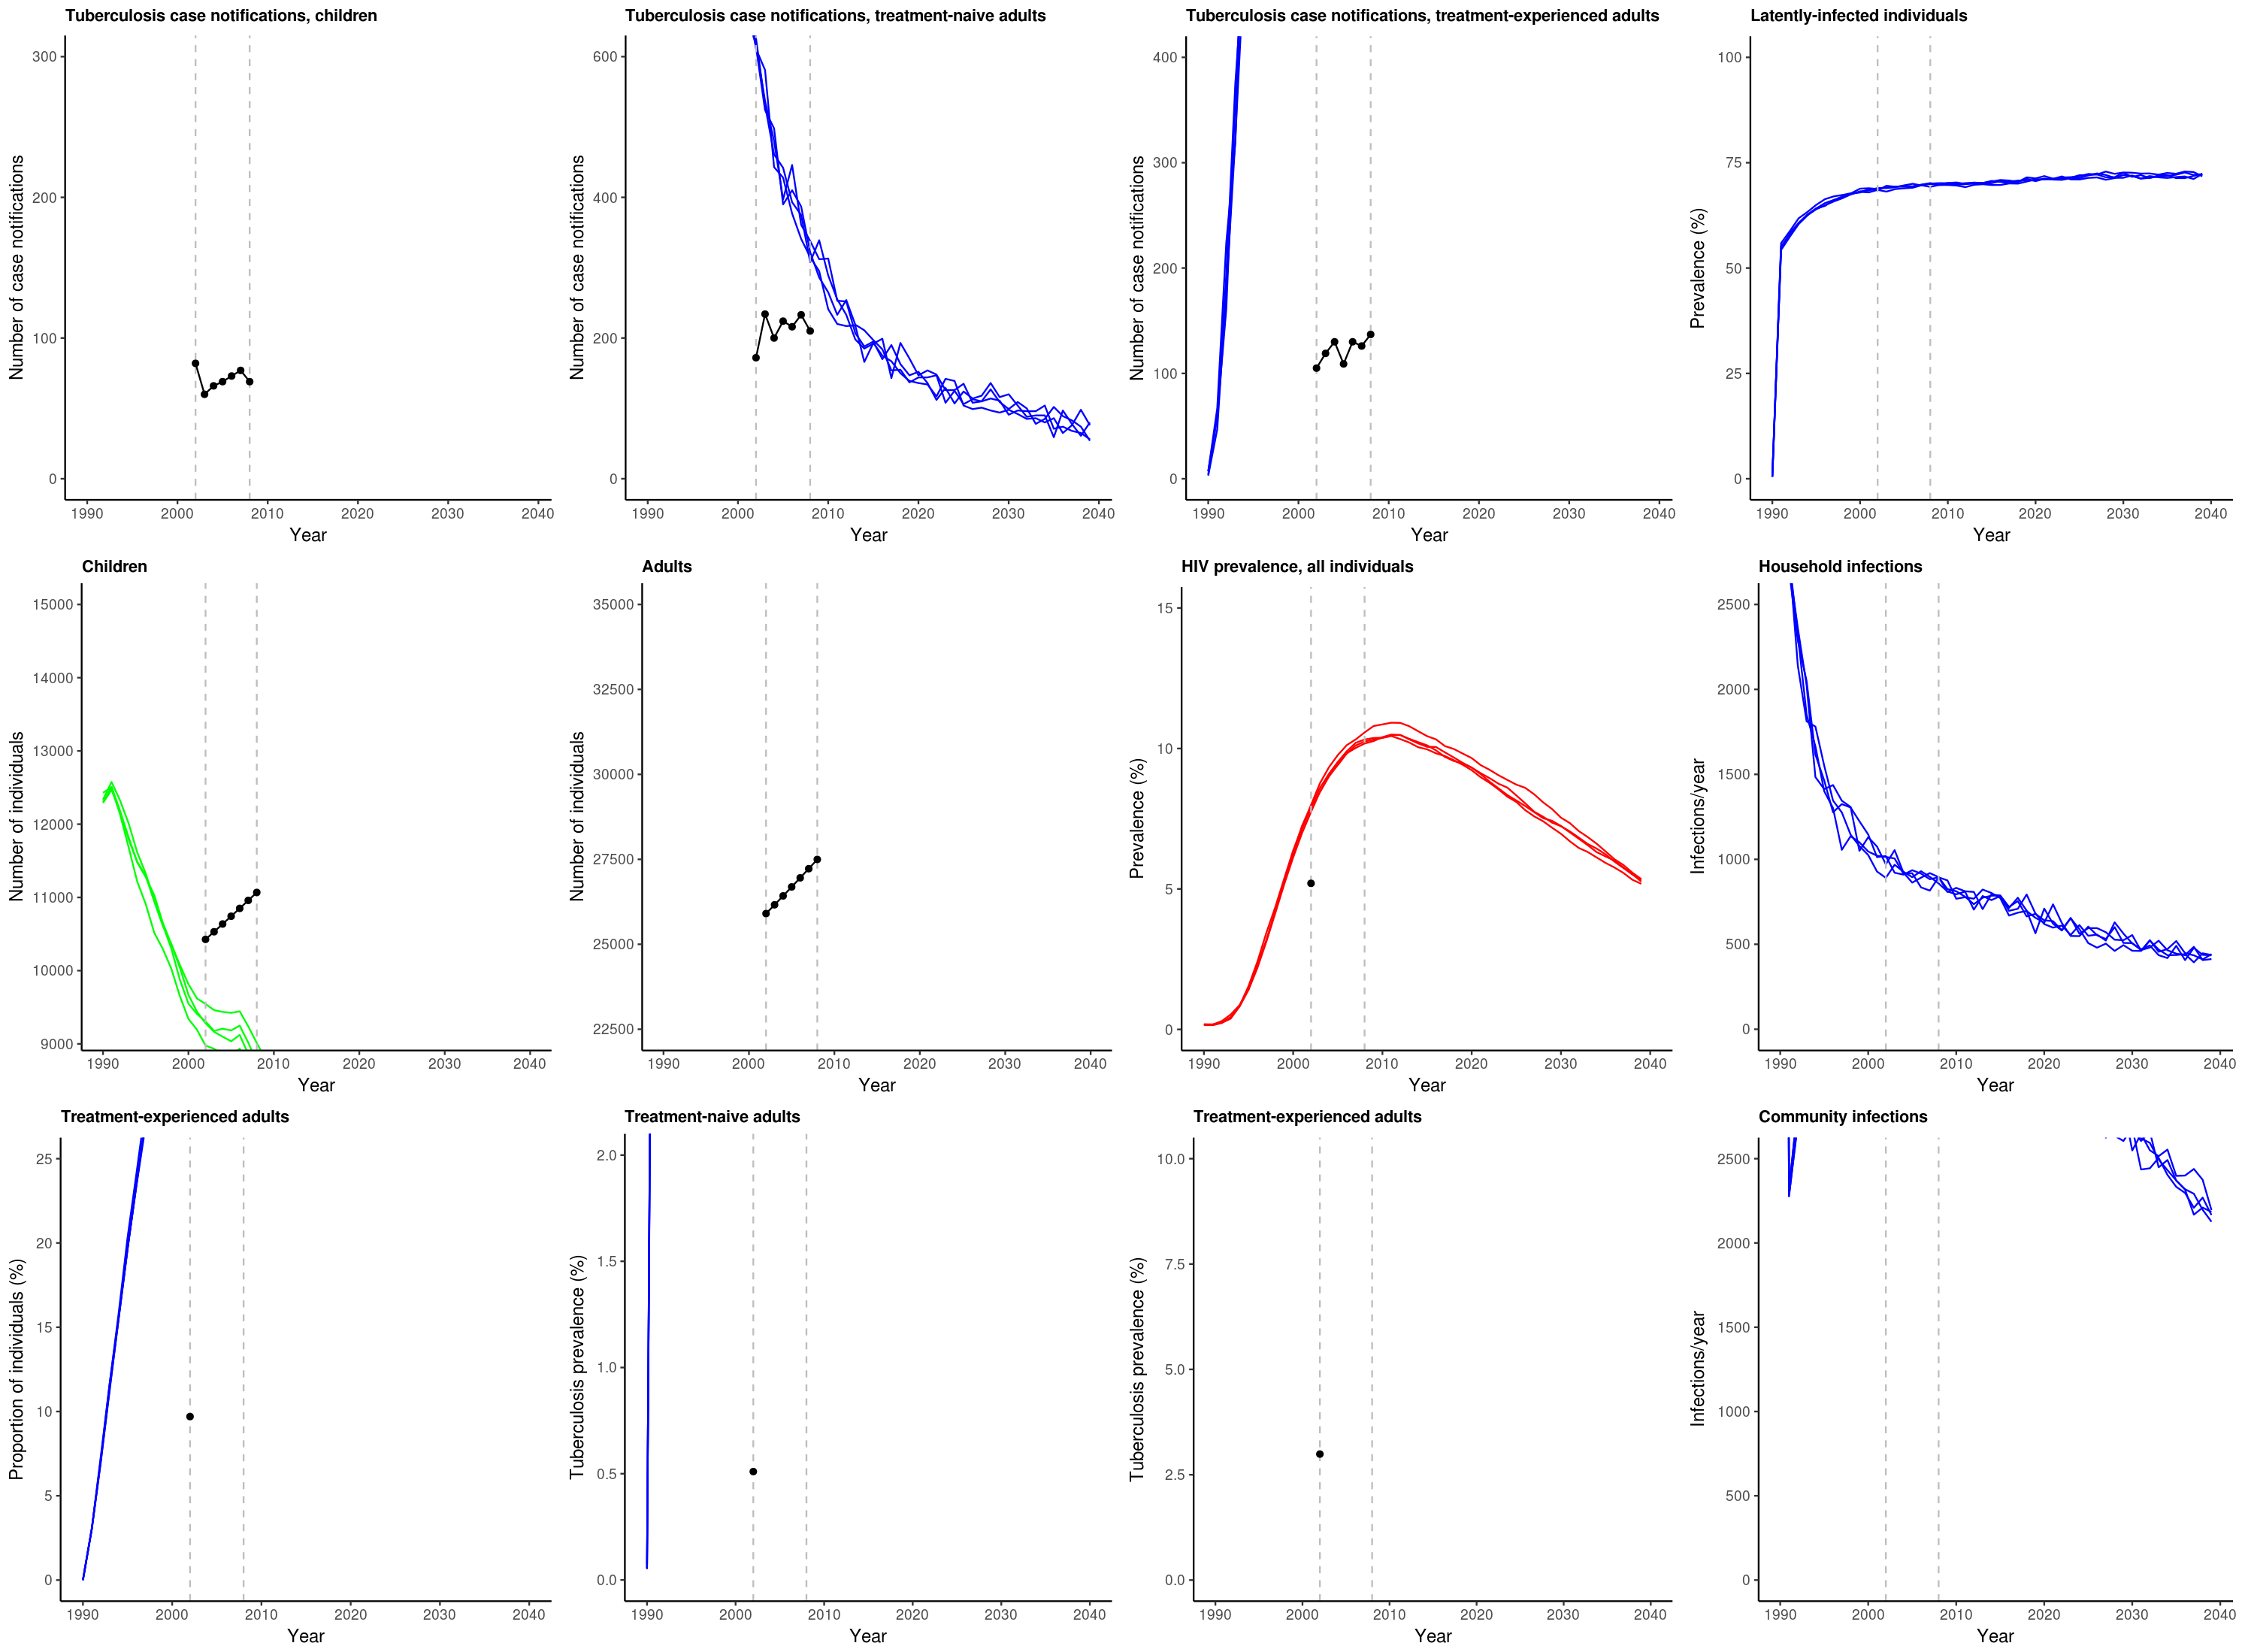 Tuberculosis case notifications, children
Number of case notifications
300
200
100
0
1990 2000 2010 2020 2030 2040
Year
Tuberculosis case notifications, treatment-naive adults
Number of case notifications
600
400
200
0
1990 2000 2010 2020 2030 2040
Year
Tuberculosis case notifications, treatment-experienced adults
Number of case notifications
400
300
200
100
0
1990 2000 2010 2020 2030 2040
Year
Latently-infected individuals
Prevalence (%)
100
75
50
25
0
1990 2000 2010 2020 2030 2040
Year
Children
Number of individuals
15000
14000
13000
12000
11000
10000
9000
1990 2000 2010 2020 2030 2040
Year
Adults
Number of individuals
35000
32500
30000
27500
25000
22500
1990 2000 2010 2020 2030 2040
Year
HIV prevalence, all individuals
Prevalence (%)
15
10
5
0
1990 2000 2010 2020 2030 2040
Year
Household infections
Infections/year
2500
2000
1500
1000
500
0
1990 2000 2010 2020 2030 2040
Year
Treatment-experienced adults
Proportion of individuals (%)
25
20
15
10
5
0
1990 2000 2010 2020 2030 2040
Year
Treatment-naive adults
Tuberculosis prevalence (%)
2.0
1.5
1.0
0.5
0.0
1990 2000 2010 2020 2030 2040
Year
Treatment-experienced adults
Tuberculosis prevalence (%)
10.0
7.5
5.0
2.5
0.0
1990 2000 2010 2020 2030 2040
Year
Community infections
Infections/year
2500
2000
1500
1000
500
0
1990 2000 2010 2020 2030 2040
Year